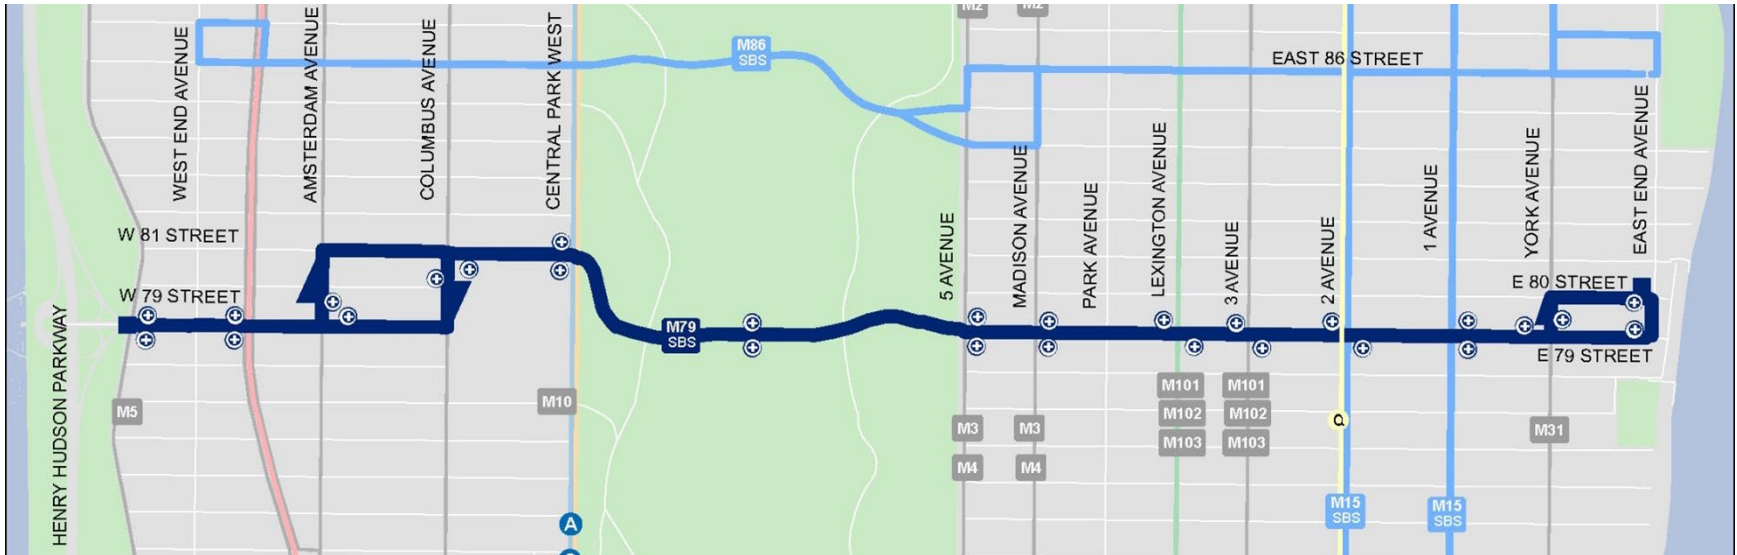 M2
M2
WEST END AVENUE
AMSTERDAM AVENUE
COLUMBUS AVENUE
CENTRAL PARK WEST
M86
SBS
EAST 86 STREET
5 AVENUE
MADISON AVENUE
PARK AVENUE
LEXINGTON AVENUE
3 AVENUE
2 AVENUE
1 AVENUE
YORK AVENUE
EAST END AVENUE
W 81 STREET
W 79 STREET
E 80 STREET
M79
SBS
E 79 STREET
HENRY HUDSON PARKWAY
M5
M10
M3
M3
M4
M4
M101
M102
M103
M101
M102
M103
Q
M31
M15
SBS
M15
SBS
A